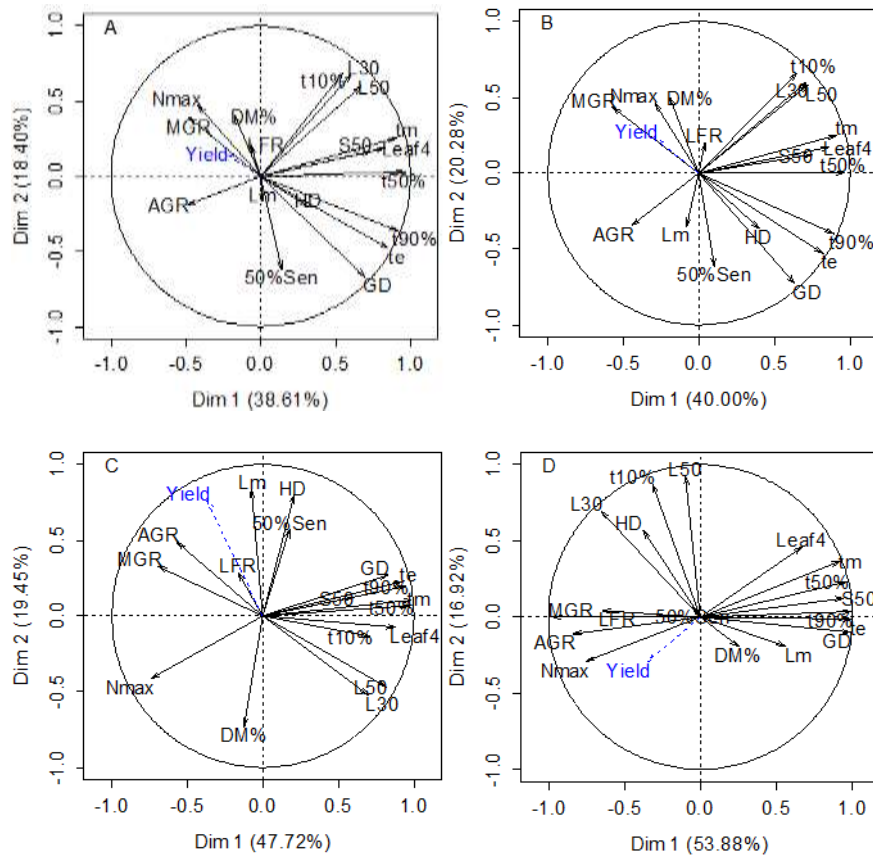 A
L30
t10%
L50
Nmax
DM%
MGR
LFR
tm
S50
Leaf4
Yield
t50%
AGR
Lm
HD
t90%
te
50%Sen
GD
-1.0 -0.5 0.0 0.5 1.0
Dim 2 (18.40%)
-1.0 -0.5 0.0 0.5 1.0
Dim 1 (38.61%)
B
t10%
L30
L50
MGR
Nmax
DM%
Yield
LFR
tm
Leaf4
S50
t50%
AGR
Lm
HD
t90%
te
50%Sen
GD
-1.0 -0.5 0.0 0.5 1.0
Dim 2 (20.28%)
-1.0 -0.5 0.0 0.5 1.0
Dim 1 (40.00%)
C
Yield
Lm
HD
AGR
50%Sen
MGR
LFR
GD
te
t90%
S50
tm
t50%
t10%
Leaf4
Nmax
L50
L30
DM%
-1.0 -0.5 0.0 0.5 1.0
Dim 2 (19.45%)
-1.0 -0.5 0.0 0.5 1.0
Dim 1 (47.72%)
D
L50
t10%
L30
HD
Leaf4
tm
t50%
MGR
LFR
50%
S50
t90%
te
AGR
GD
Nmax
Yield
DM%
Lm
-1.0 -0.5 0.0 0.5 1.0
Dim 2 (16.92%)
-1.0 -0.5 0.0 0.5 1.0
Dim 1 (53.88%)